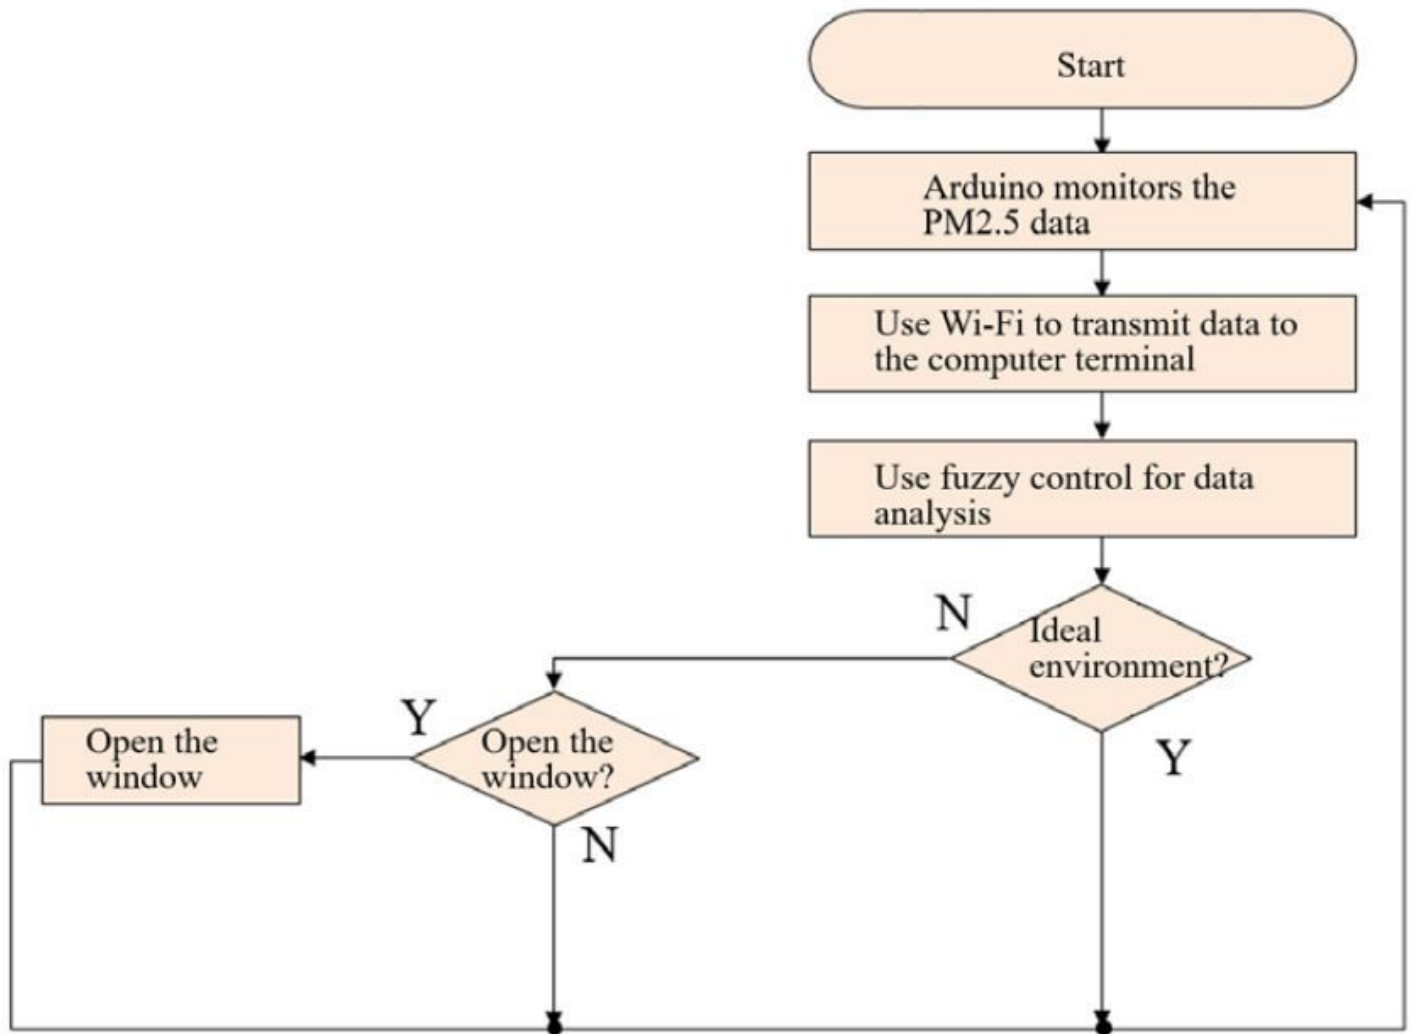 Start
Arduino monitors the
PM2.5 data
Use Wi-Fi to transmit data to
the computer terminal
Use fuzzy control for data
analysis
N
Ideal
environment?
Y
Y
Open the
window?
N
Open the
window